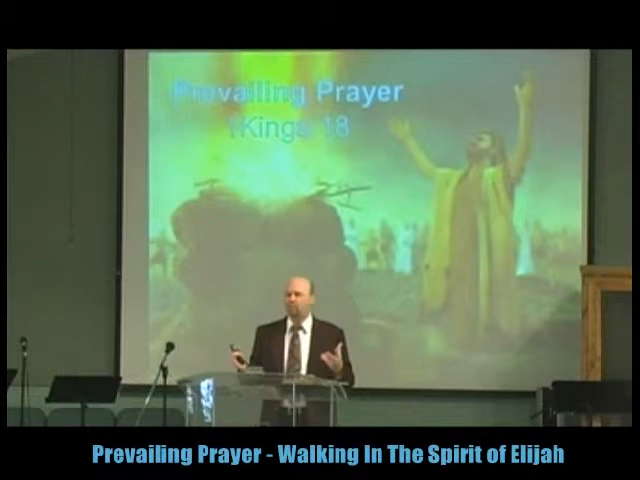 Prevailing Prayer
1Kings 18
Prevailing Prayer - Walking In The Spirit of Elijah